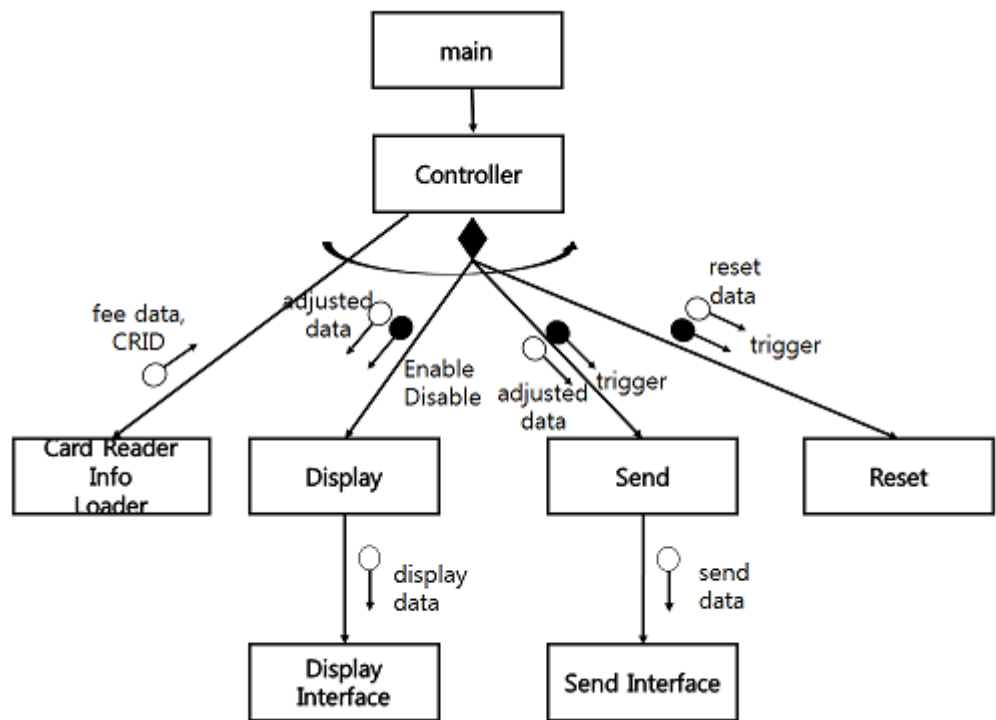 main
Controller
reset
data
trigger
fee data,
CRID
adjusted
data
Enable
Disable
trigger
adjusted
data
Card Reader
Info
Loader
Display
Send
Reset
display
data
send
data
Display
Interface
Send Interface